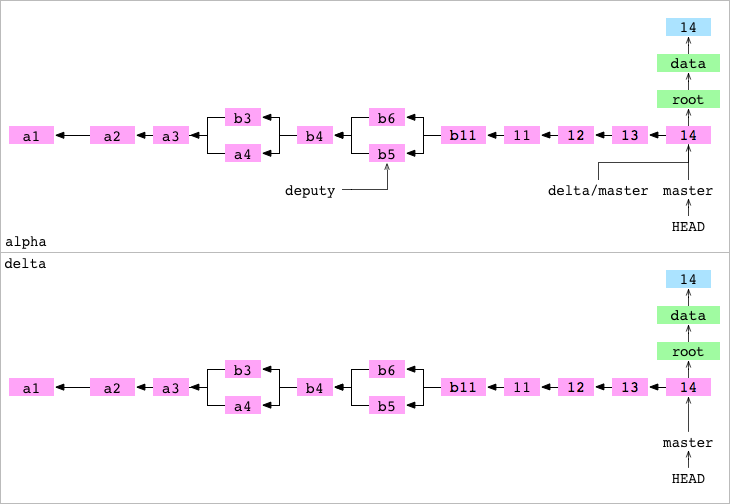 14
data
root
b3 b6
a1 a2 a3 b4 b11 11 12 13 14
a4 b5
deputy delta/master master
HEAD
alpha
delta
14
data
root
b3 b6
a1 a2 a3 b4 b11 11 12 13 14
a4 b5
master
HEAD